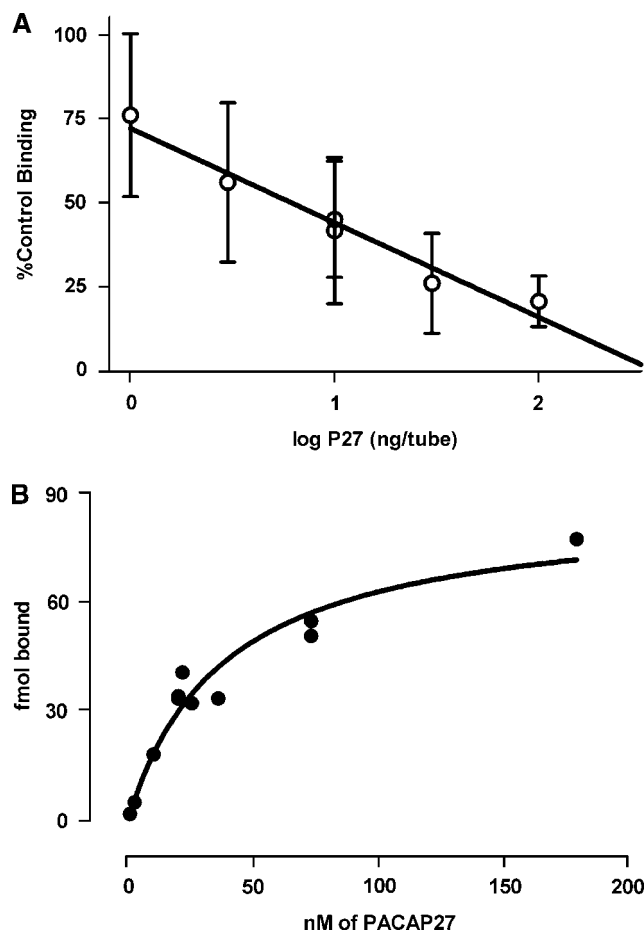 A
%Control Binding
100
75
50
25
0
0 1 2
log P27 (ng/tube)
B
fmol bound
90
60
30
0
0 50 100 150 200
nM of PACAP27